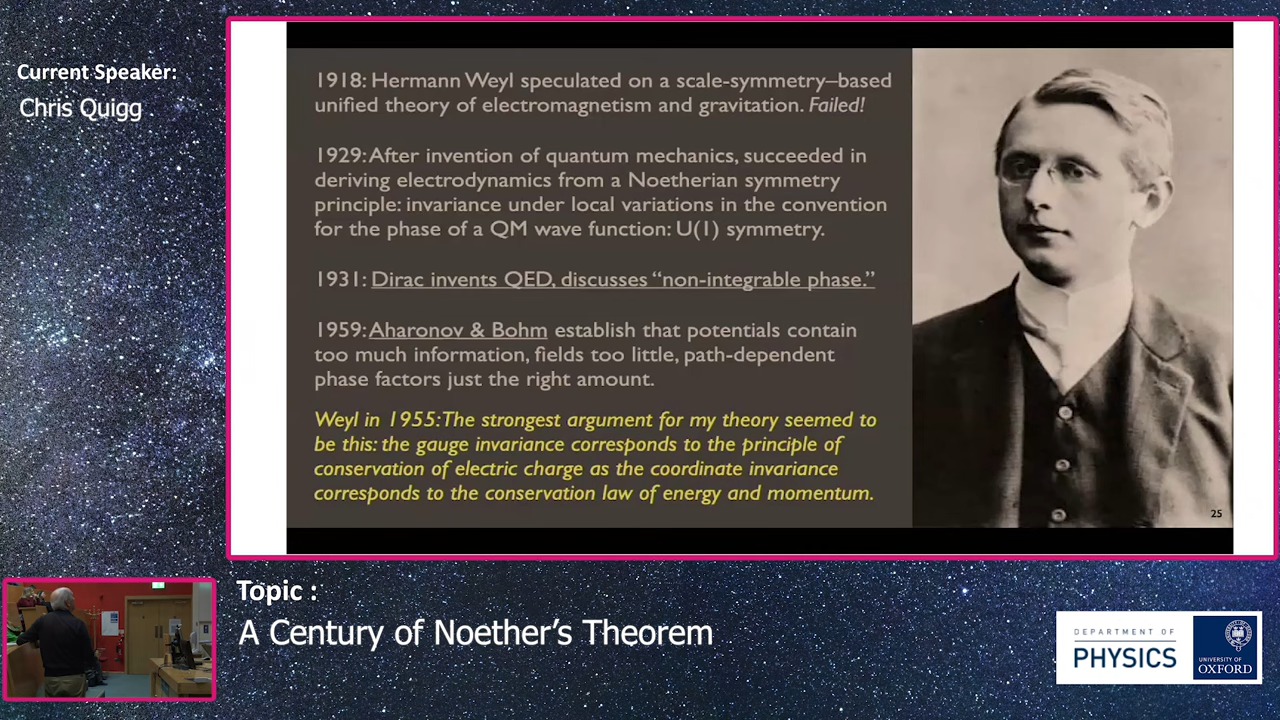 Current Speaker:
Chris Quigg
1918: Hermann Weyl speculated on a scale-symmetry–based
unified theory of electromagnetism and gravitation. Failed!
1929: After invention of quantum mechanics, succeeded in
deriving electrodynamics from a Noetherian symmetry
principle: invariance under local variations in the convention
for the phase of a QM wave function: U(1) symmetry.
1931: Dirac invents QED, discusses “non-integrable phase.”
1959: Aharonov & Bohm establish that potentials contain
too much information, fields too little, path-dependent
phase factors just the right amount.
Weyl in 1955: The strongest argument for my theory seemed to
be this: the gauge invariance corresponds to the principle of
conservation of electric charge as the coordinate invariance
corresponds to the conservation law of energy and momentum.
25
Topic :
A Century of Noether’s Theorem
DEPARTMENT OF
PHYSICS
UNIVERSITY OF
OXFORD